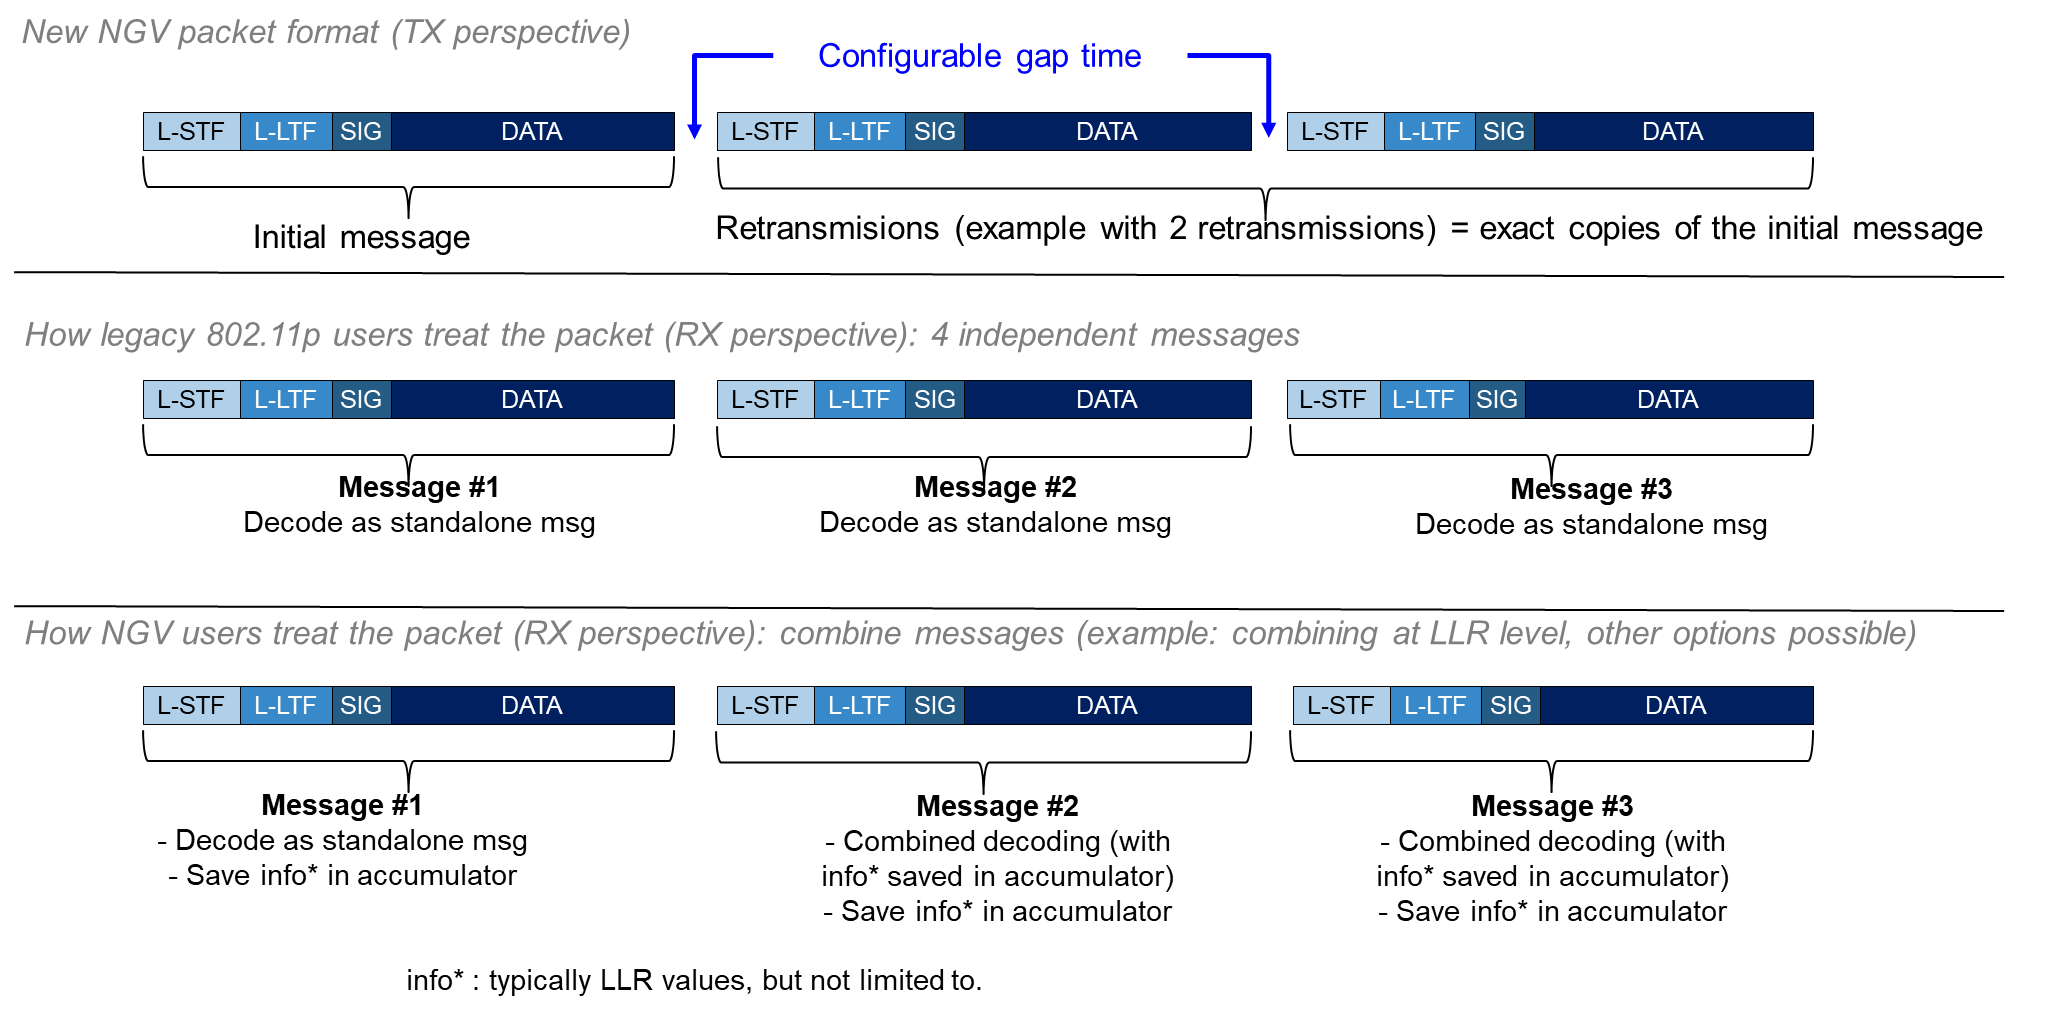 New NGV packet format (TX perspective)
Configurable gap time
L-STF L-LTF SIG DATA L-STF L-LTF SIG DATA L-STF L-LTF SIG DATA
Initial message
Retransmisions (example with 2 retransmissions) = exact copies of the initial message
How legacy 802.11p users treat the packet (RX perspective): 4 independent messages
L-STF L-LTF SIG DATA L-STF L-LTF SIG DATA L-STF L-LTF SIG DATA
Message #1
Decode as standalone msg
Message #2
Decode as standalone msg
Message #3
Decode as standalone msg
How NGV users treat the packet (RX perspective): combine messages (example: combining at LLR level, other options possible)
L-STF L-LTF SIG DATA L-STF L-LTF SIG DATA L-STF L-LTF SIG DATA
Message #1
- Decode as standalone msg
- Save info* in accumulator
Message #2
- Combined decoding (with
info* saved in accumulator)
- Save info* in accumulator
Message #3
- Combined decoding (with
info* saved in accumulator)
- Save info* in accumulator
info* : typically LLR values, but not limited to.